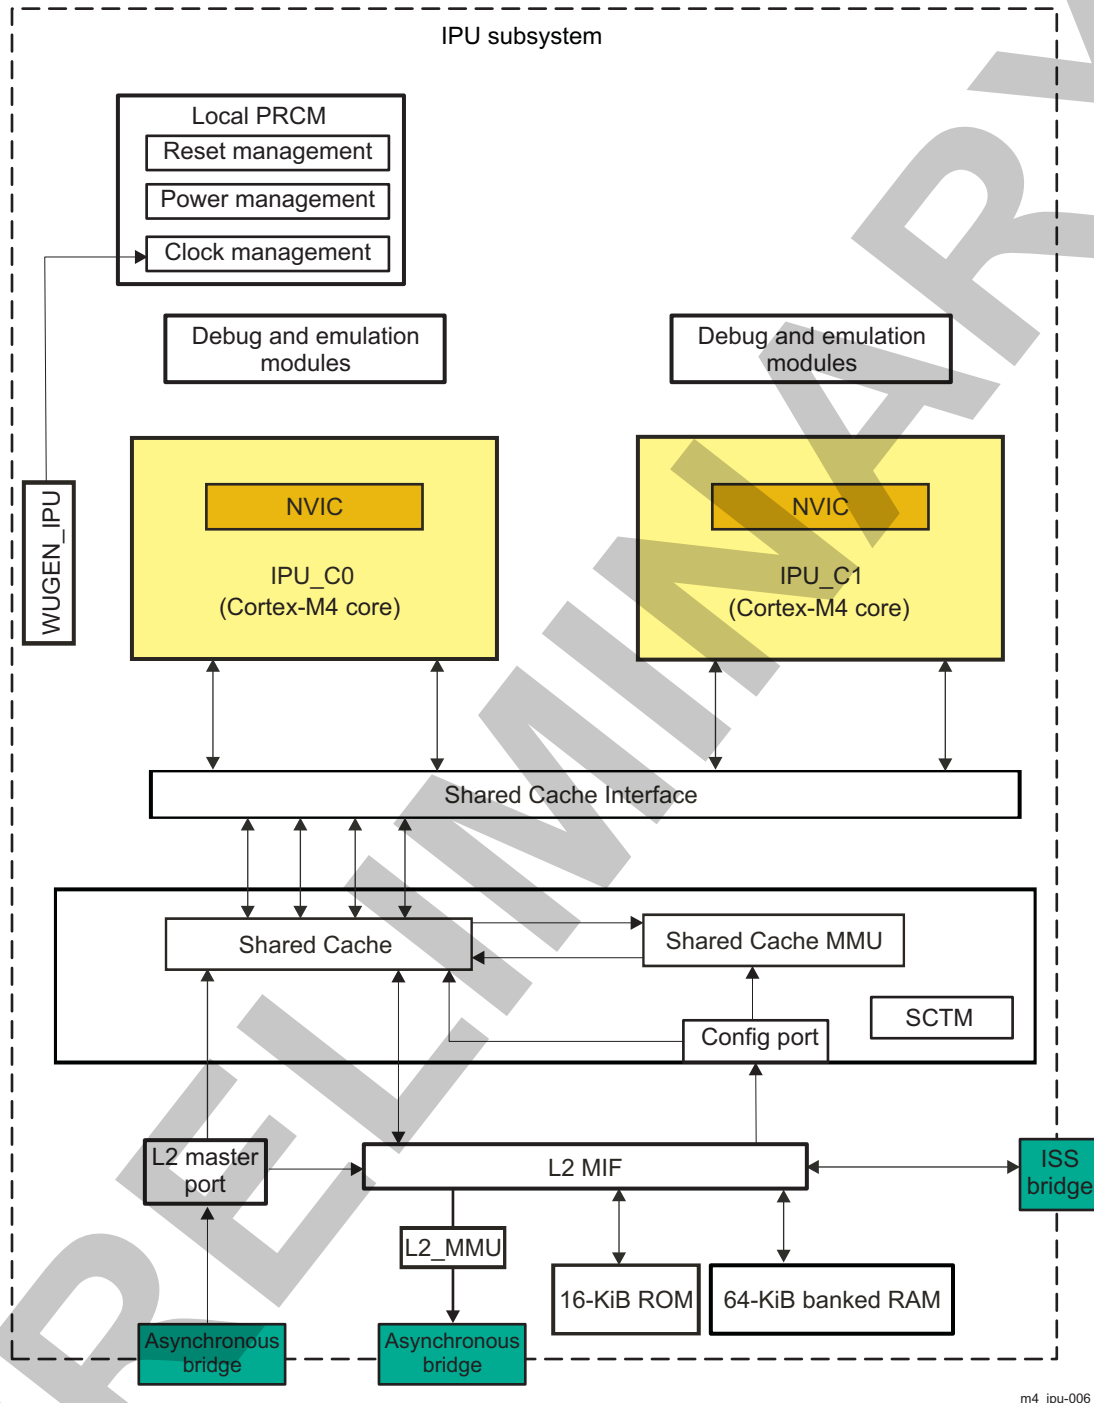 IPU subsystem
Local PRCM
Reset management
Power management
Clock management
Debug and emulation
modules
Debug and emulation
modules
WUGEN_IPU
NVIC
IPU_C0
(Cortex-M4 core)
NVIC
IPU_C1
(Cortex-M4 core)
Shared Cache Interface
Shared Cache
Shared Cache MMU
SCTM
Config port
L2 master
port
L2 MIF
ISS
bridge
L2_MMU
16-KiB ROM
64-KiB banked RAM
Asynchronous
bridge
Asynchronous
bridge
m4_ipu-006
PRELIMINARY